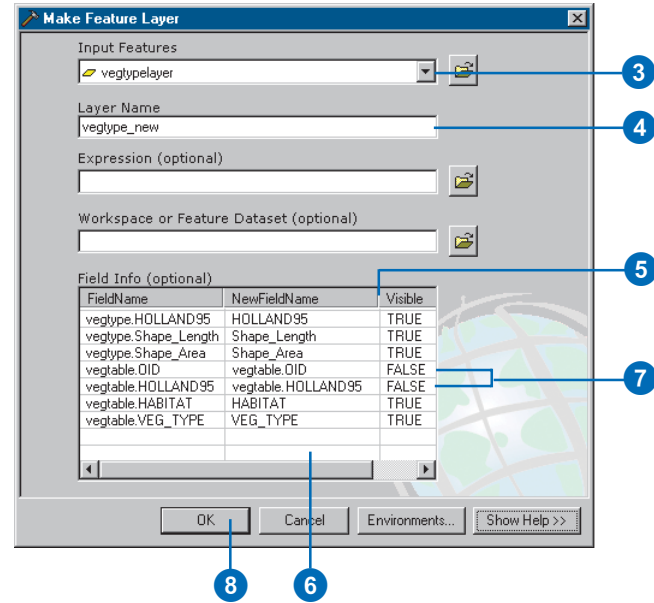 Make Feature Layer
Input Features
vegtypelayer
3
Layer Name
vegtype_new
4
Expression (optional)
Workspace or Feature Dataset (optional)
5
Field Info (optional)
FieldName NewFieldName Visible
vegtype.HOLLAND95 HOLLAND95 TRUE
vegtype.Shape_Length Shape_Length TRUE
vegtype.Shape_Area Shape_Area TRUE
vegtable.OID vegtable.OID FALSE
vegtable.HOLLAND95 vegtable.HOLLAND95 FALSE
7
vegtable.HABITAT HABITAT TRUE
vegtable.VEG_TYPE VEG_TYPE TRUE
OK Cancel Environments... Show Help >>
8 6